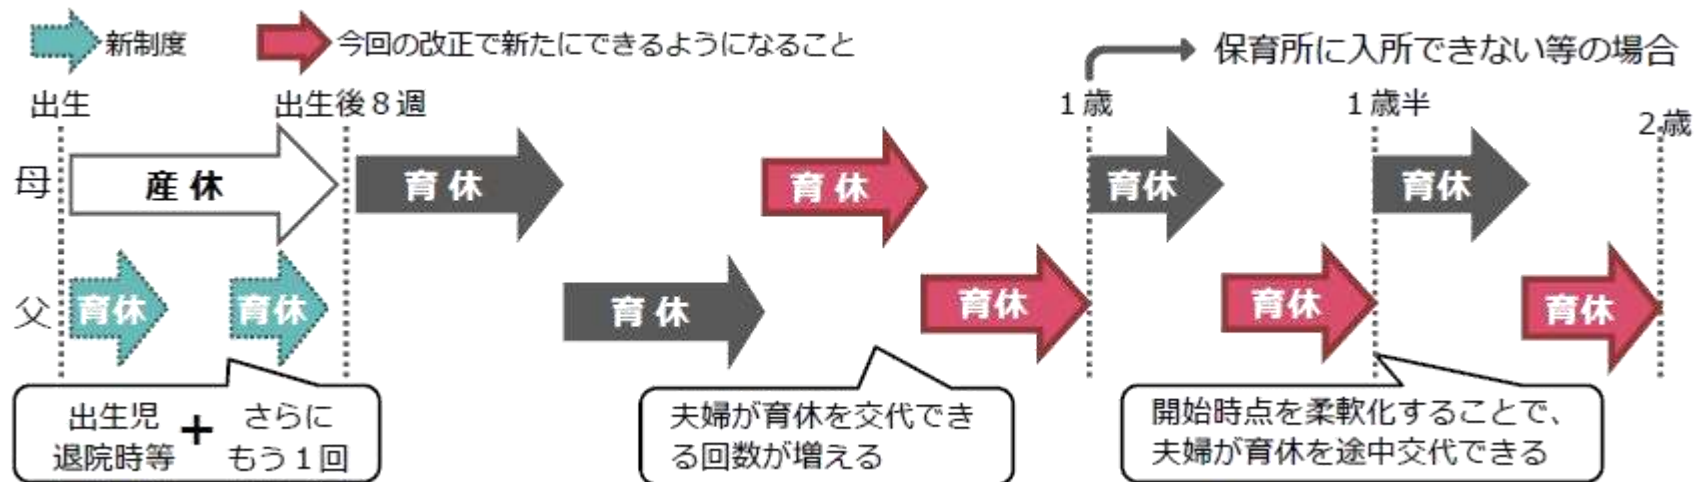 新制度
今回の改正で新たにできるようになること
保育所に入所できない等の場合
出生
出生後８週
１歳
１歳半
２歳
母
産休
育休
育休
育休
育休
父
育休
育休
育休
育休
育休
育休
出生児
退院時等
+
さらに
もう１回
夫婦が育休を交代でき
る回数が増える
開始時点を柔軟化することで、
夫婦が育休を途中交代できる